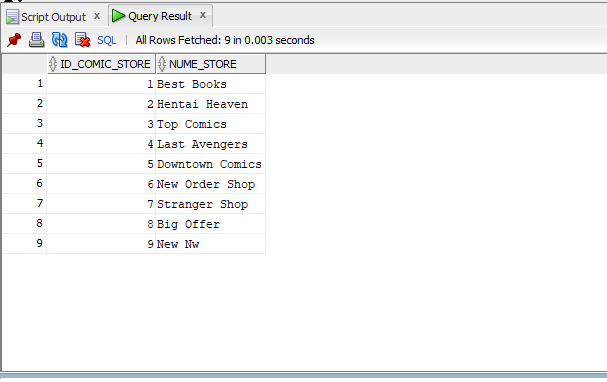 Script Output x Query Result x
SQL | All Rows Fetched: 9 in 0.003 seconds
ID_COMIC_STORE NUME_STORE
1 1 Best Books
2 2 Hentai Heaven
3 3 Top Comics
4 4 Last Avengers
5 5 Downtown Comics
6 6 New Order Shop
7 7 Stranger Shop
8 8 Big Offer
9 9 New Nw